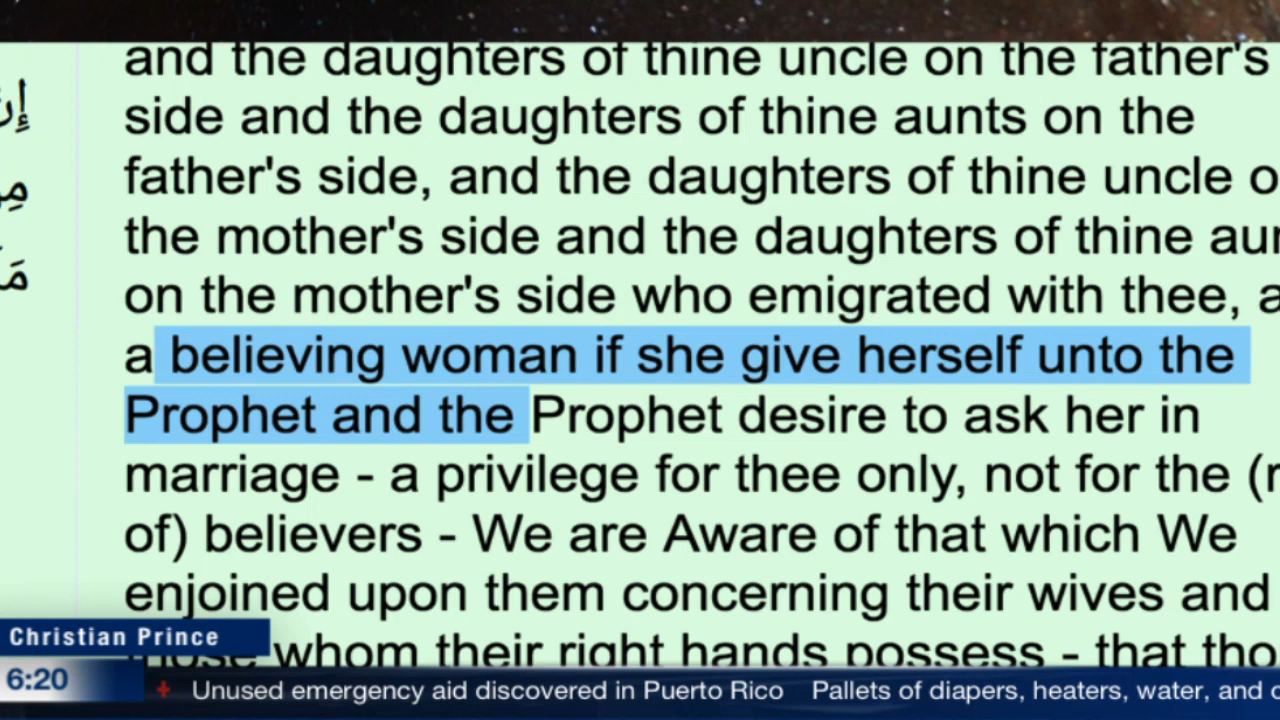 and the daughters of thine uncle on the father's
side and the daughters of thine aunts on the
father's side, and the daughters of thine uncle
the mother's side and the daughters of thine
on the mother's side who emigrated with thee,
a believing woman if she give herself unto the
Prophet and the Prophet desire to ask her in
marriage - a privilege for thee only, not for the
of) believers - We are Aware of that which We
enjoined upon them concerning their wives and
those whom their right hands possess - that
Christian Prince
6:20
Unused emergency aid discovered in Puerto Rico Pallets of diapers, heaters, water, and